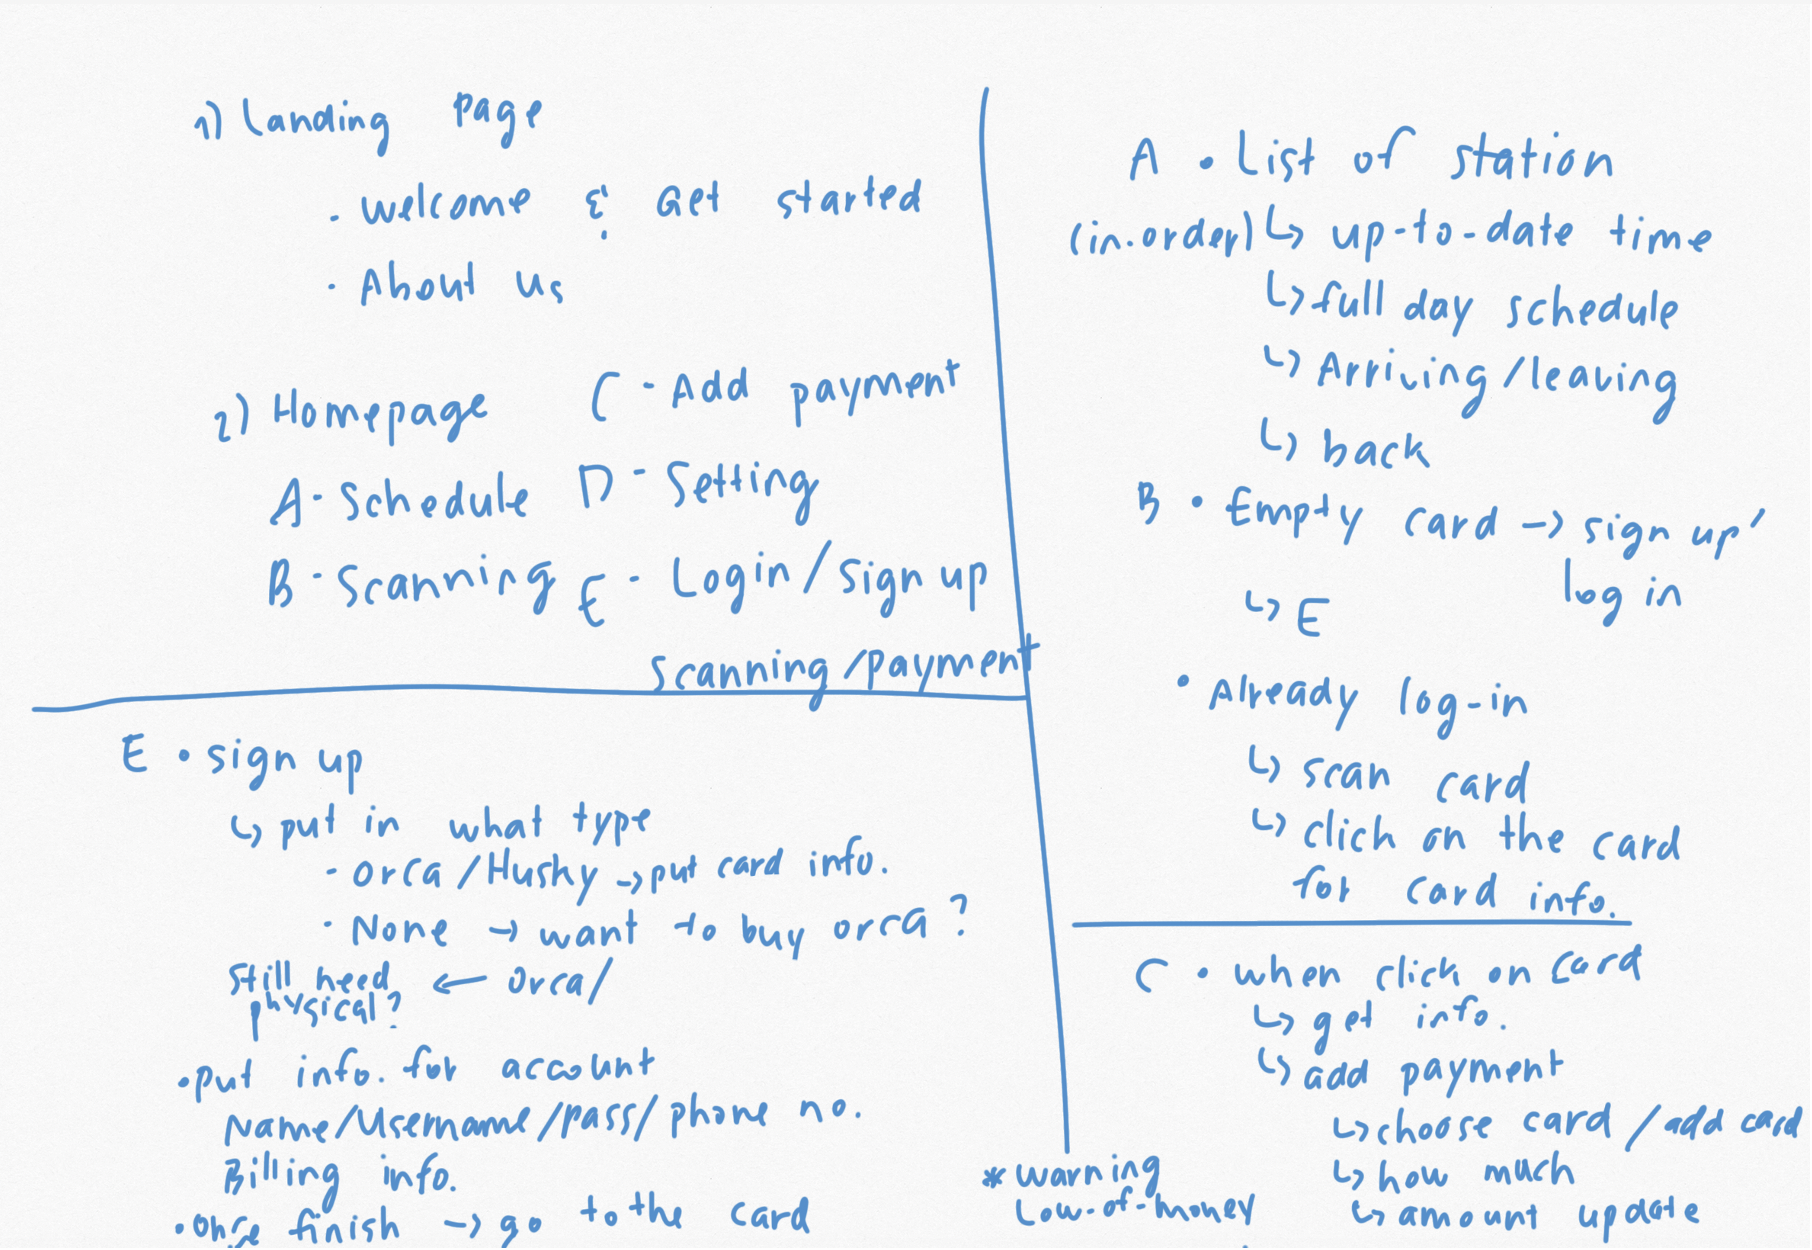 1) Landing page
· Welcome & Get started
· About us
2) Homepage
A · Schedule
B · Scanning
C · Add payment
D · Setting
E · Login / sign up
scanning /payment
E • sign up
↳ put in what type
· orca / Husky → put card info.
· None → want to buy orca ?
still need physical? ← orca/
• put info. for account
Name/Username/pass/ phone no.
Billing info.
• once finish → go to the card
A • List of station
(in.order) ↳ up-to-date time
↳ full day schedule
↳ Arriving /leaving
↳ back
B • Empty card → sign up'
log in
↳ E
• Already log-in
↳ scan card
↳ click on the card
for card info.
C • when click on card
↳ get info.
↳ add payment
↳ choose card / add card
↳ how much
↳ amount update
* warning
Low-of-money